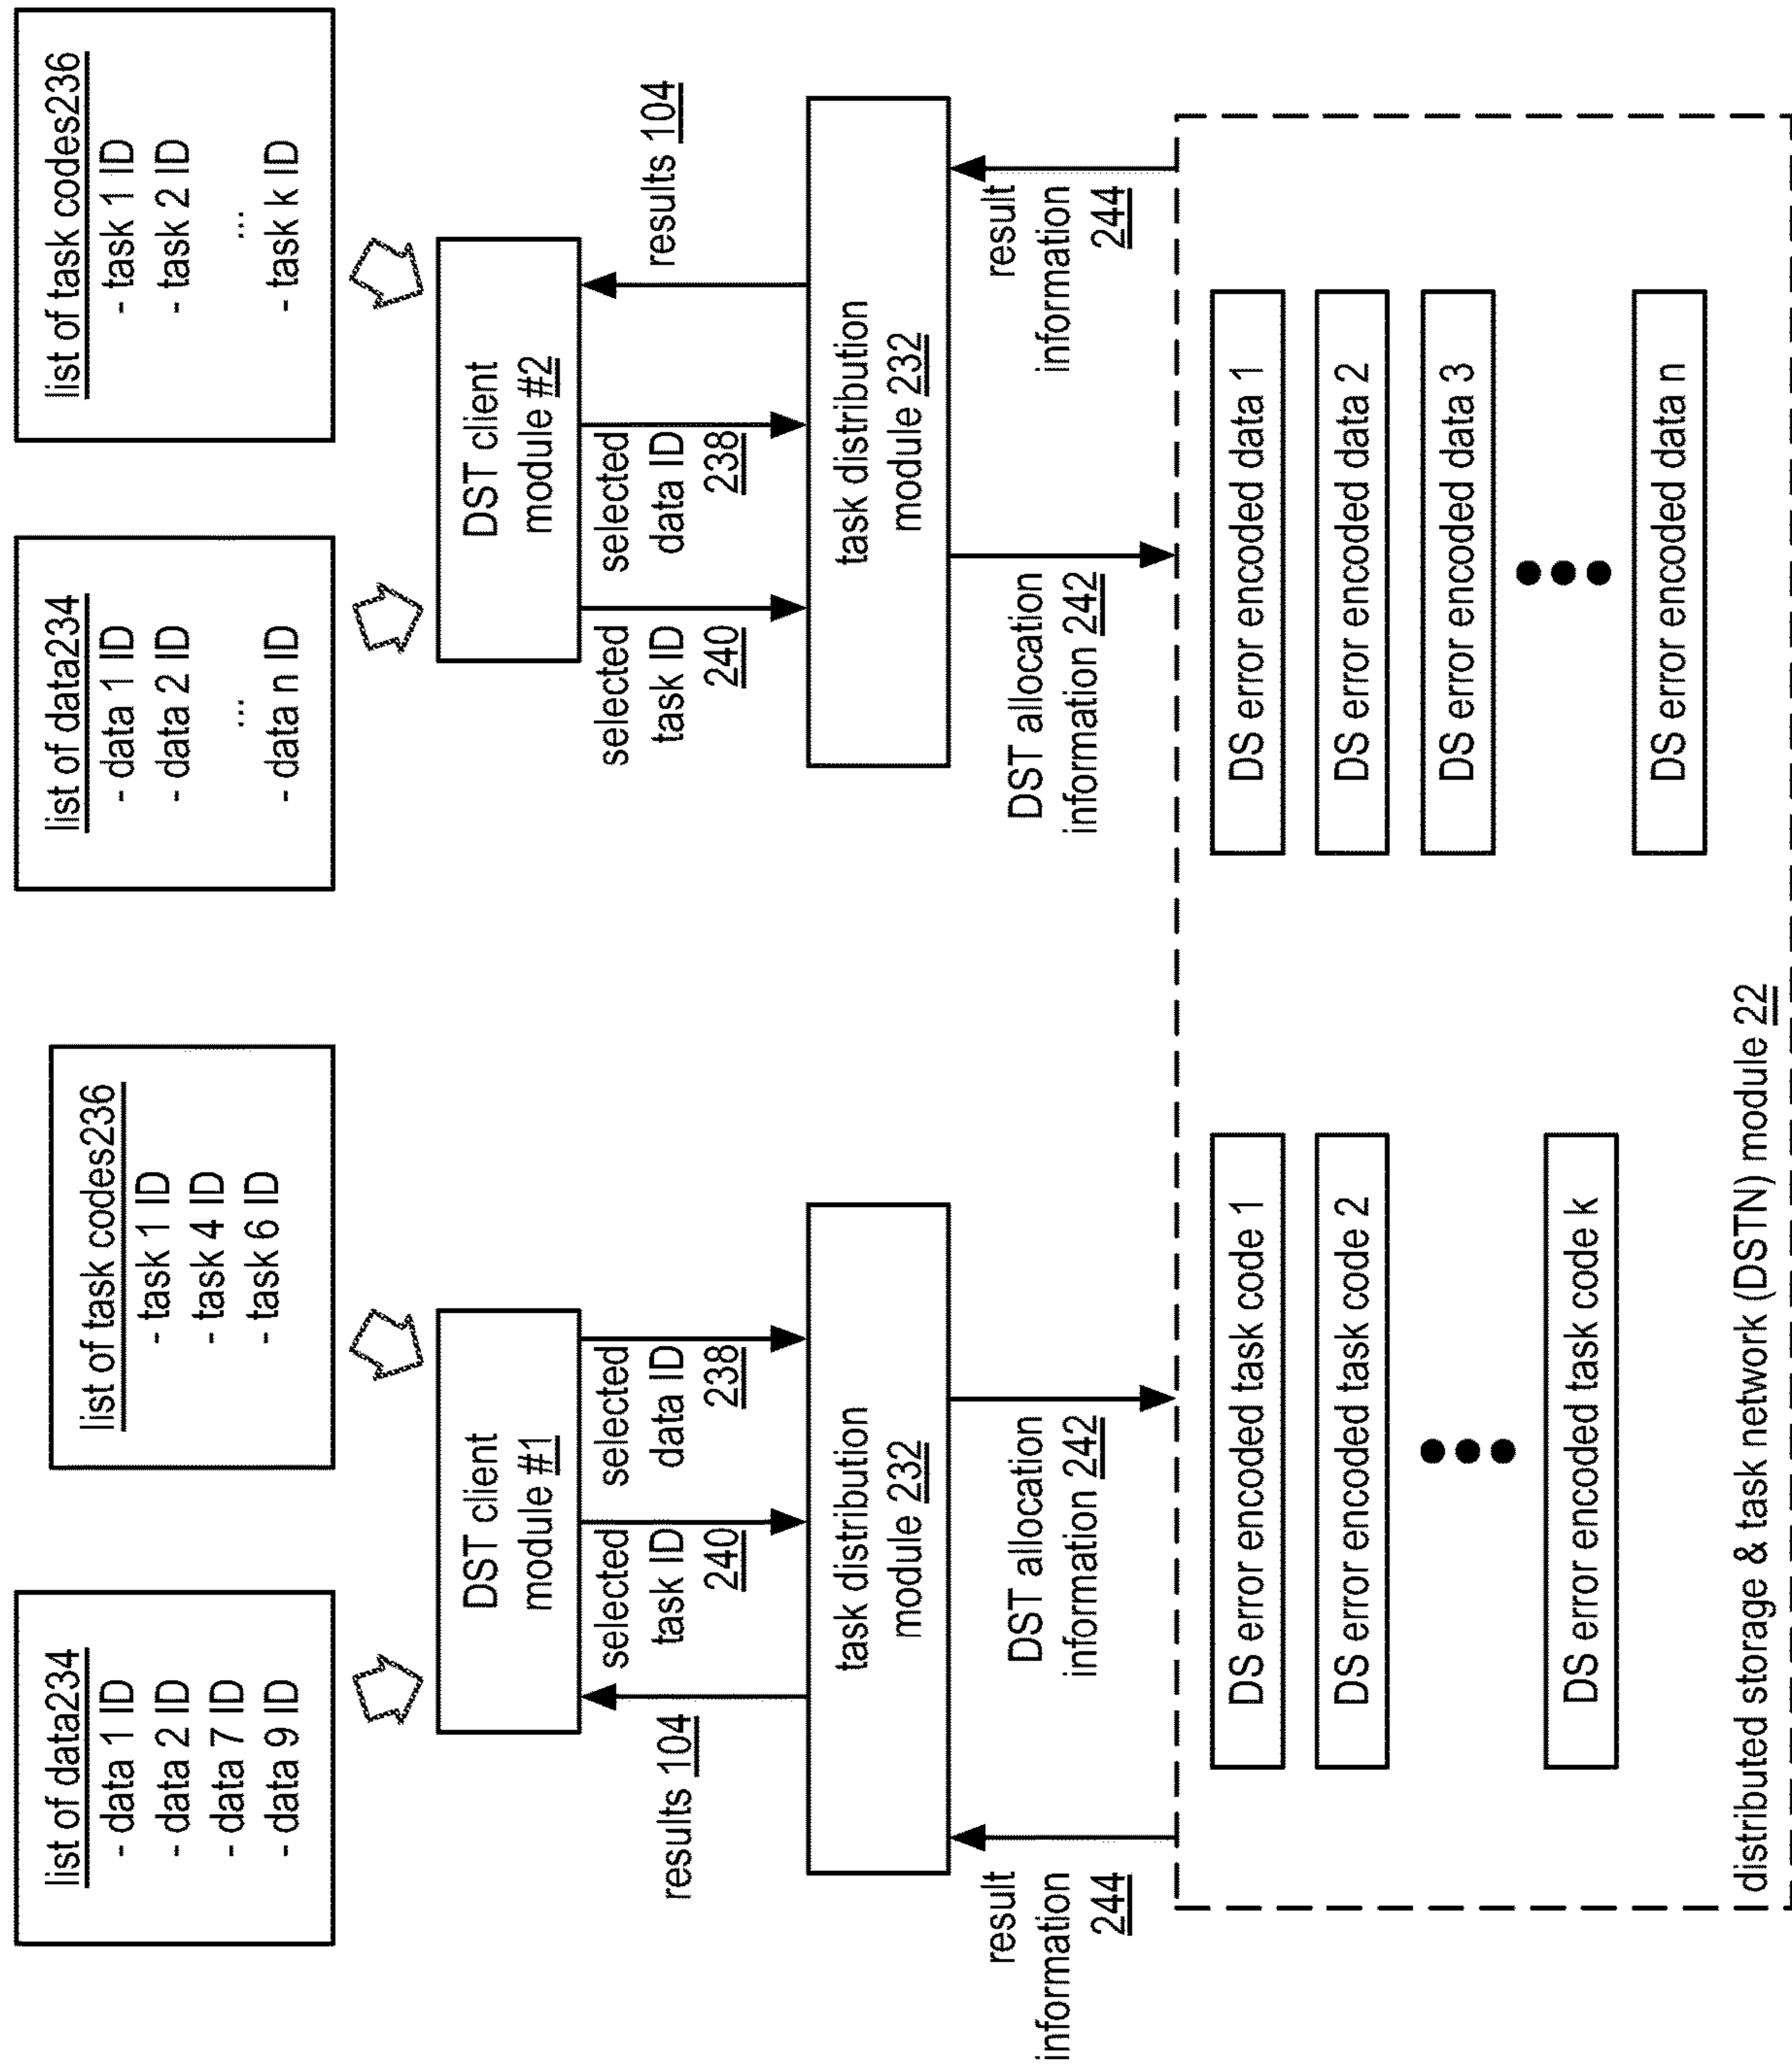 list of data234
- data 1 ID
- data 2 ID
- data 7 ID
- data 9 ID
list of task codes236
- task 1 ID
- task 4 ID
- task 6 ID
list of data234
- data 1 ID
- data 2 ID
...
- data n ID
list of task codes236
- task 1 ID
- task 2 ID
...
- task k ID
DST client
module #1
DST client
module #2
results 104
selected
task ID
240
selected
data ID
238
selected
task ID
240
selected
data ID
238
results 104
task distribution
module 232
task distribution
module 232
result
information
244
DST allocation
information 242
DST allocation
information 242
result
information
244
DS error encoded task code 1
DS error encoded task code 2
DS error encoded task code k
DS error encoded data 1
DS error encoded data 2
DS error encoded data 3
DS error encoded data n
distributed storage & task network (DSTN) module 22